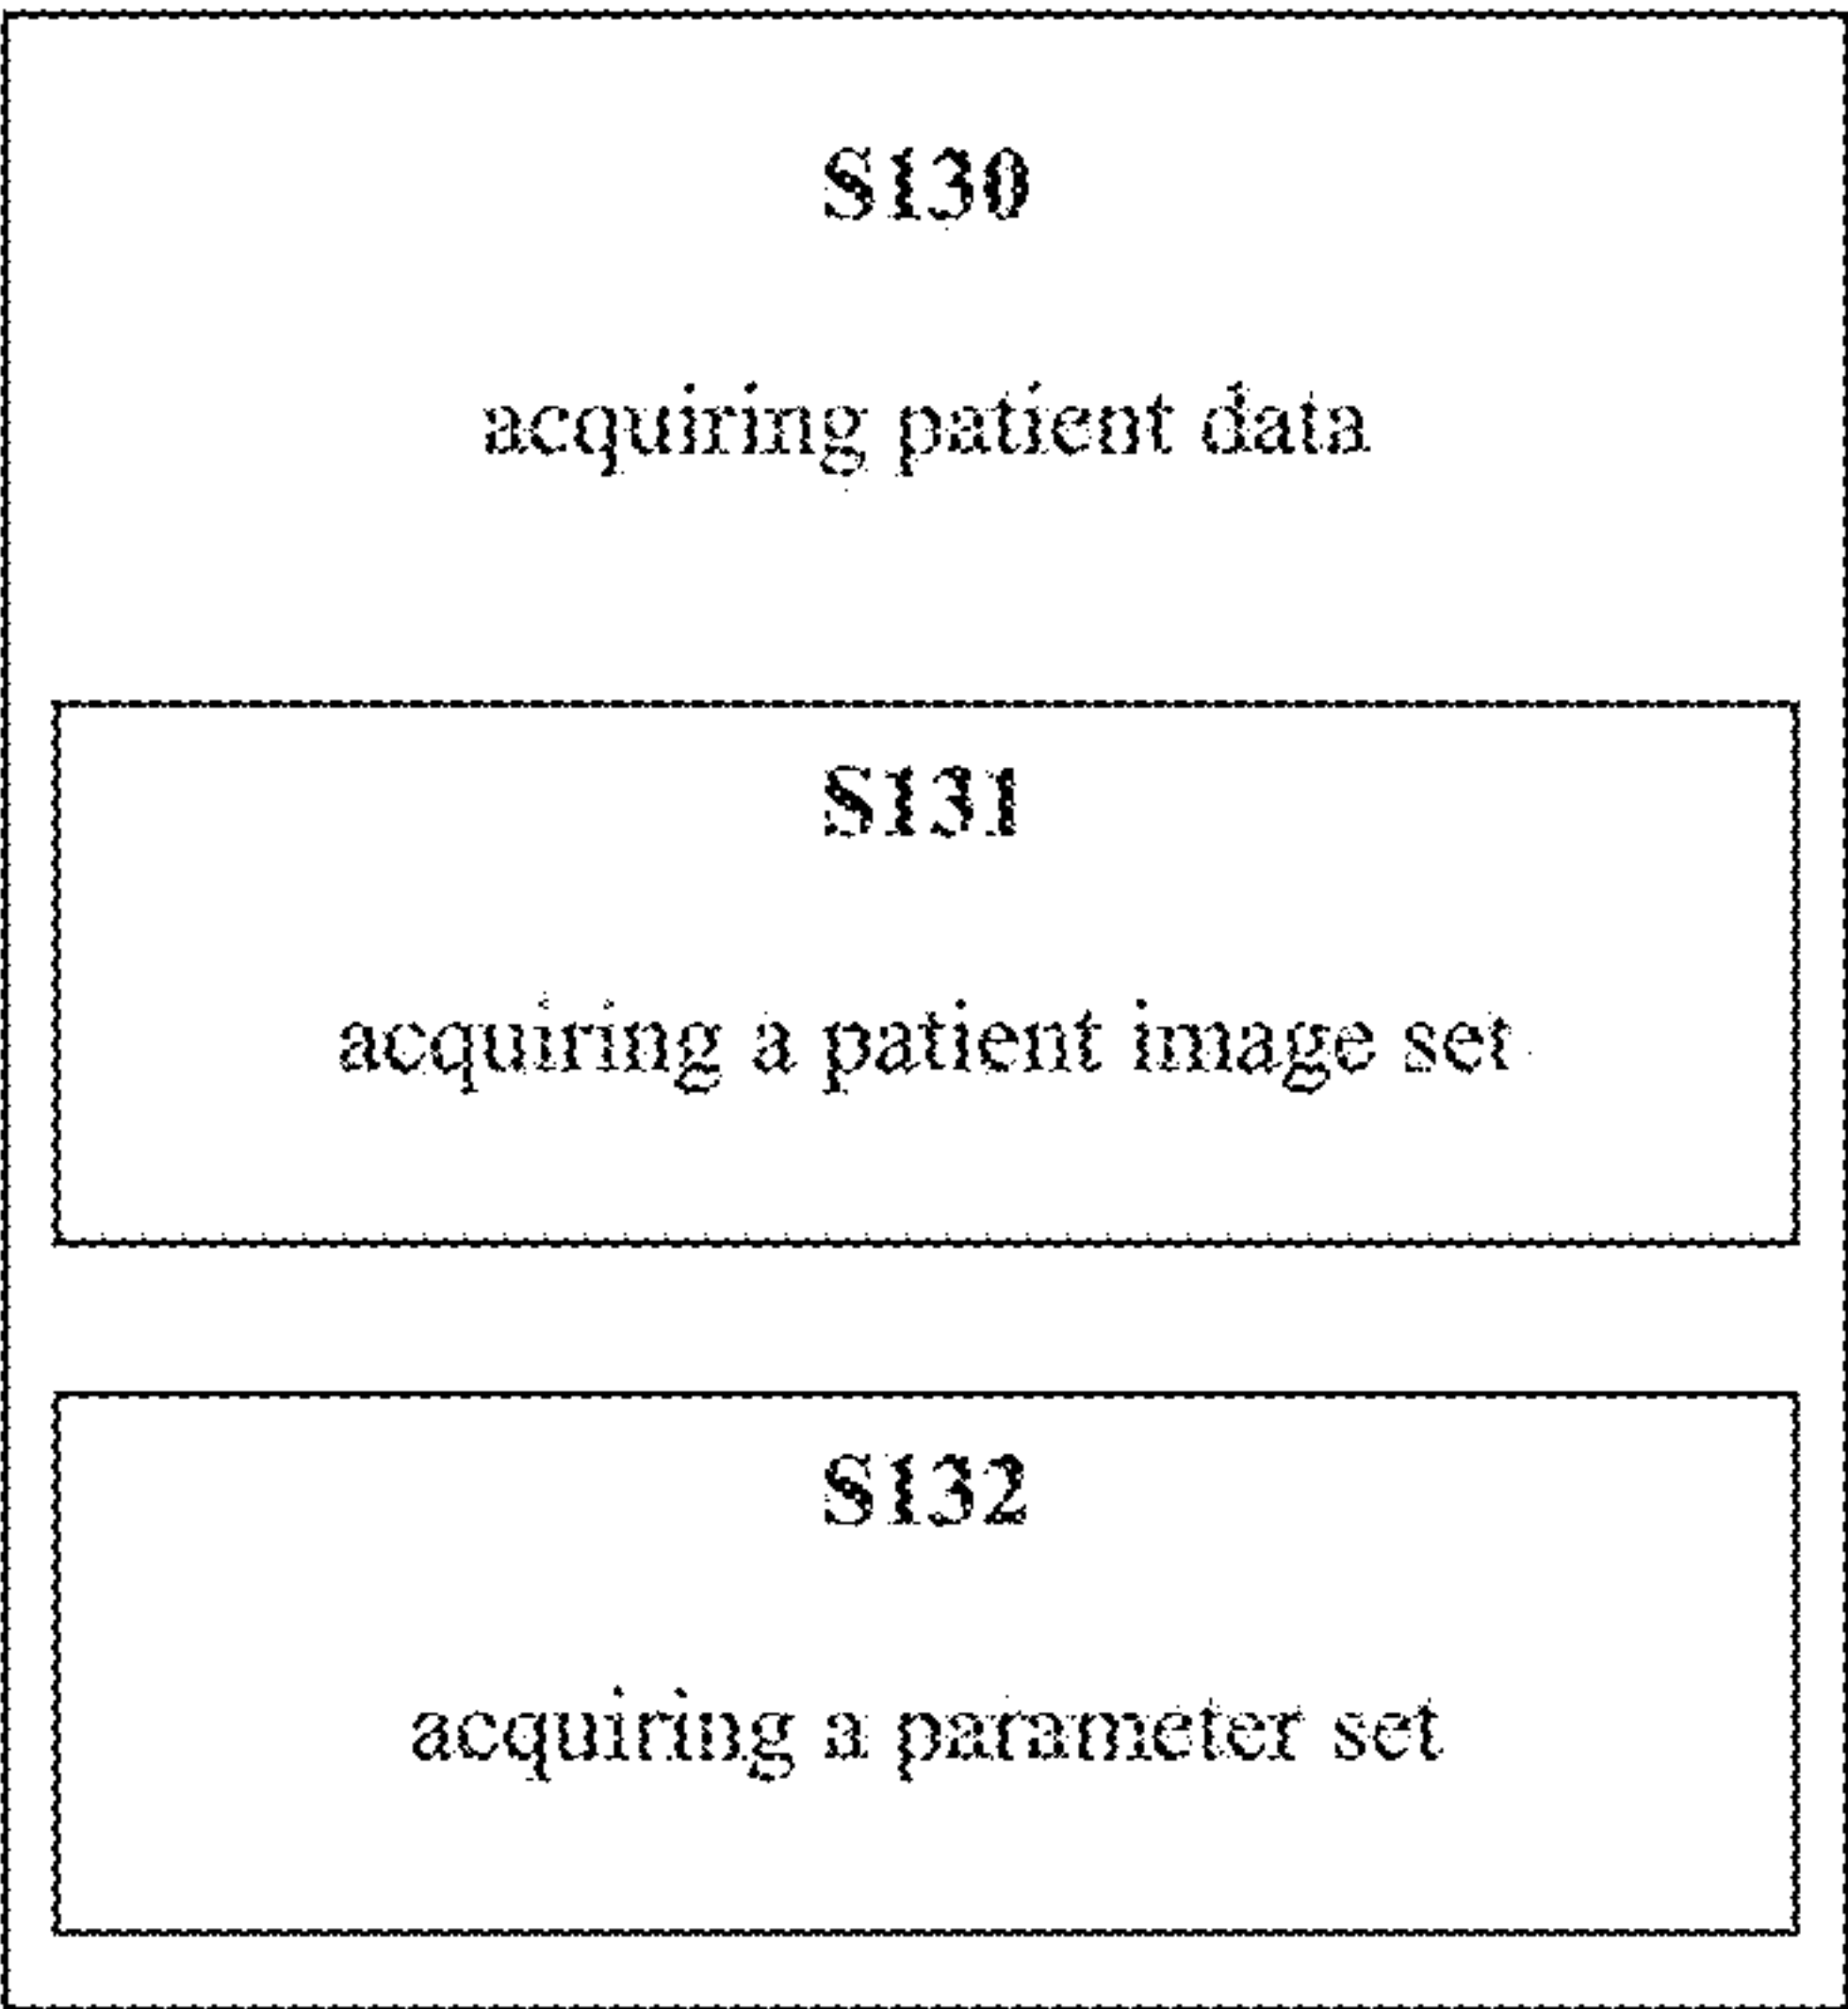 S130
acquiring patient data
S131
acquiring a patient image set
S132
acquiring a parameter set